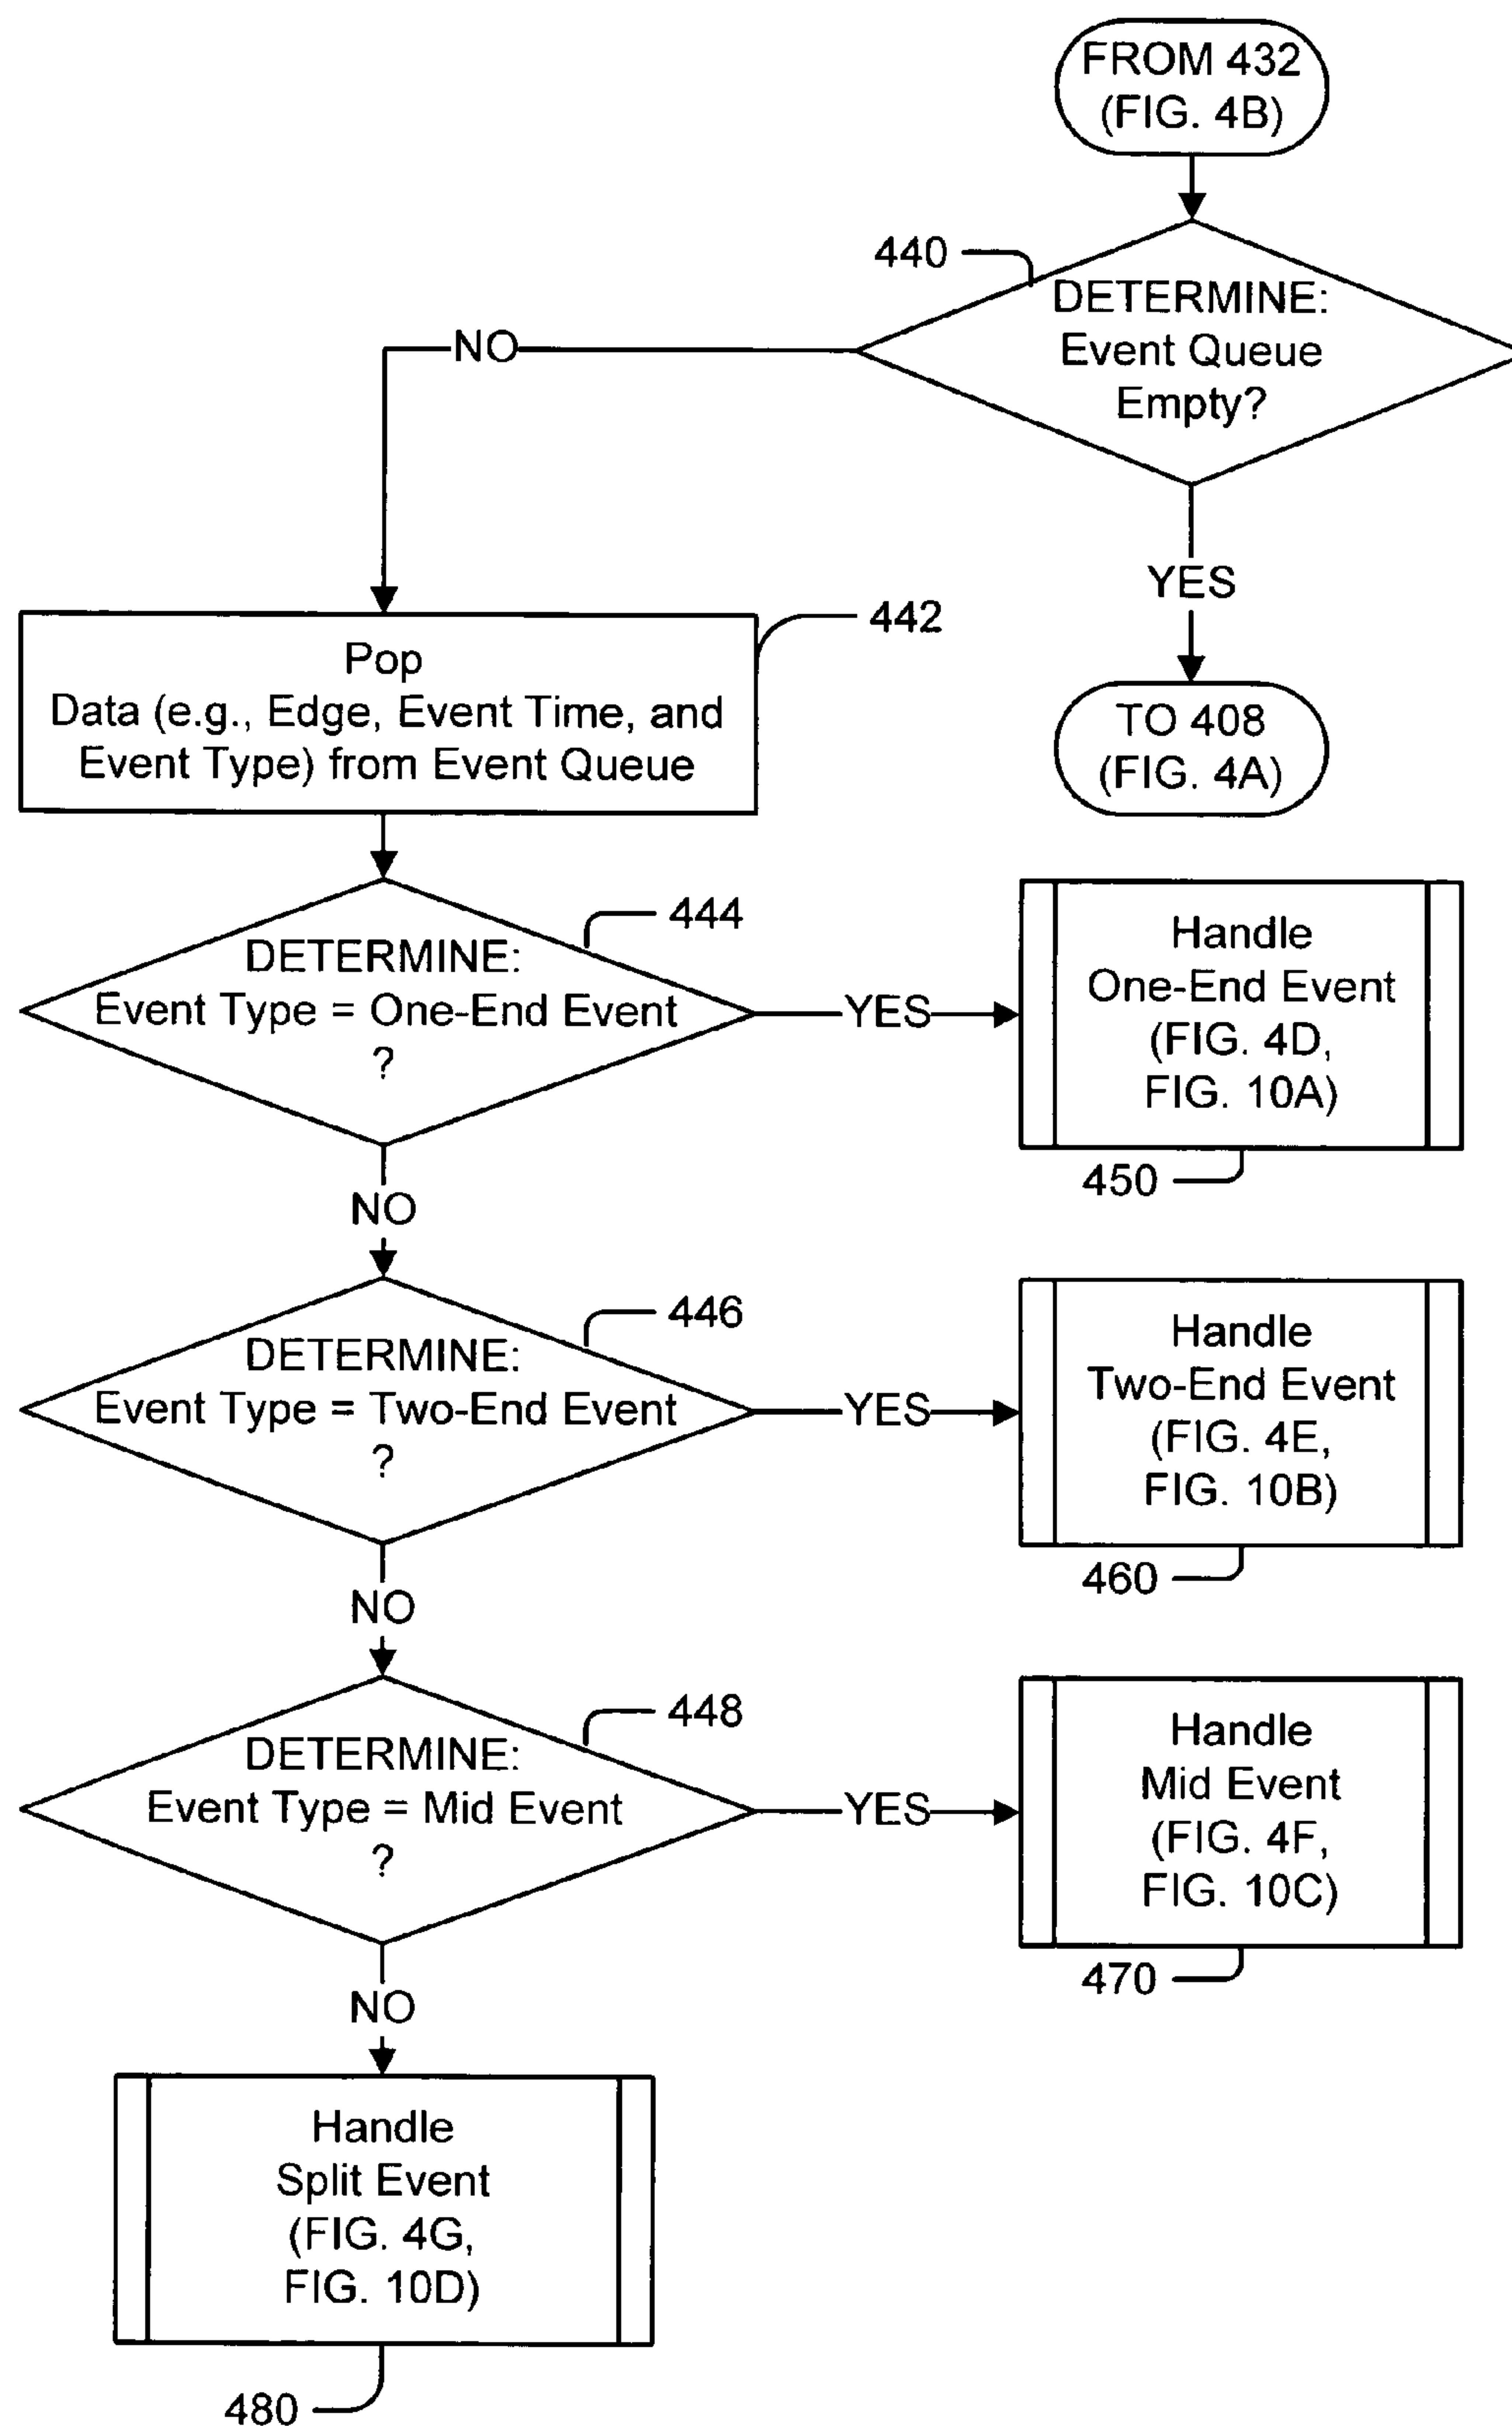 FROM 432
(FIG. 4B)
440
DETERMINE:
Event Queue
Empty?
NO
YES
TO 408
(FIG. 4A)
442
Pop
Data (e.g., Edge, Event Time, and
Event Type) from Event Queue
444
DETERMINE:
Event Type = One-End Event
?
YES
Handle
One-End Event
(FIG. 4D,
FIG. 10A)
450
NO
446
DETERMINE:
Event Type = Two-End Event
?
YES
Handle
Two-End Event
(FIG. 4E,
FIG. 10B)
460
NO
448
DETERMINE:
Event Type = Mid Event
?
YES
Handle
Mid Event
(FIG. 4F,
FIG. 10C)
470
NO
Handle
Split Event
(FIG. 4G,
FIG. 10D)
480